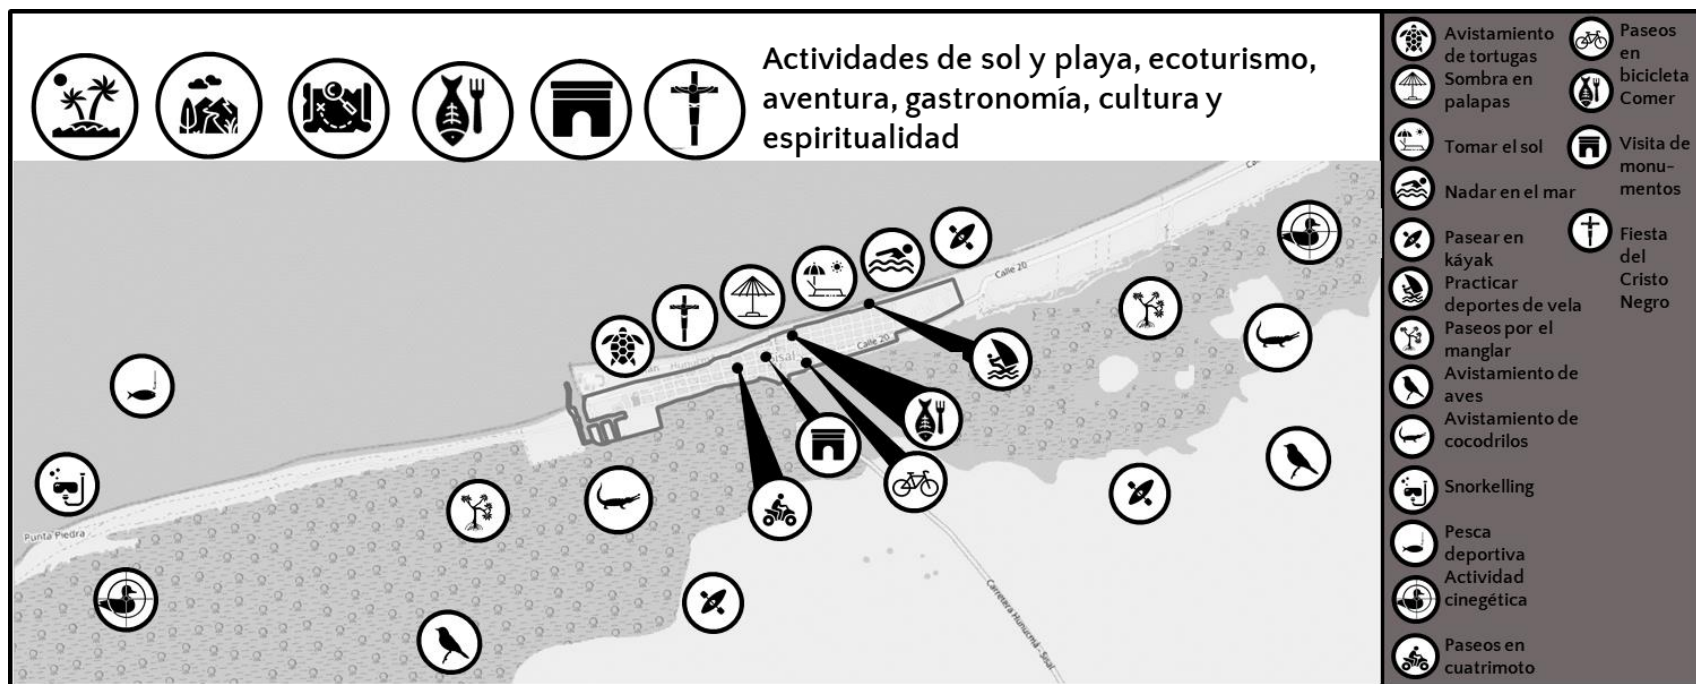 Actividades de sol y playa, ecoturismo,
aventura, gastronomía, cultura y
espiritualidad
Calle 20
Calle 20
Punta Piedra
Carretera Hunucmá - Sisal
Avistamiento
de tortugas
Sombra en
palapas
Tomar el sol
Nadar en el mar
Pasear en
káyak
Practicar
deportes de vela
Paseos por el
manglar
Avistamiento de
aves
Avistamiento de
cocodrilos
Snorkelling
Pesca
deportiva
Actividad
cinegética
Paseos en
cuatrimoto
Paseos
en
bicicleta
Comer
Visita de
monu-
mentos
Fiesta
del
Cristo
Negro